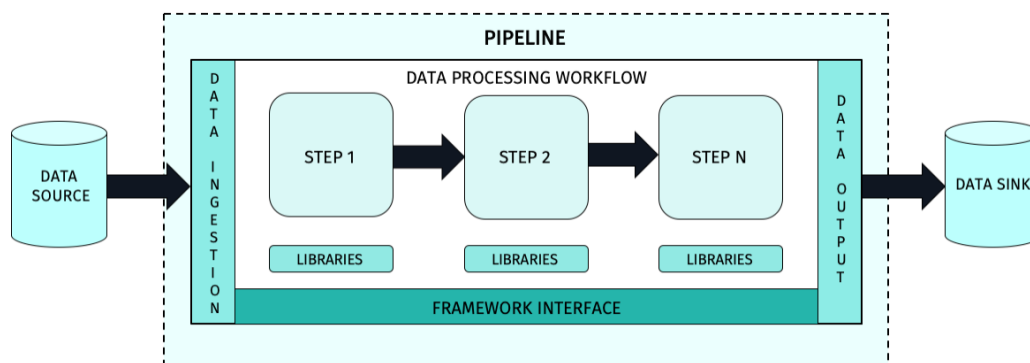 PIPELINE
DATA PROCESSING WORKFLOW
DATA
SOURCE
DATA INGESTION
STEP 1
STEP 2
STEP N
LIBRARIES
LIBRARIES
LIBRARIES
FRAMEWORK INTERFACE
DATA OUTPUT
DATA SINK